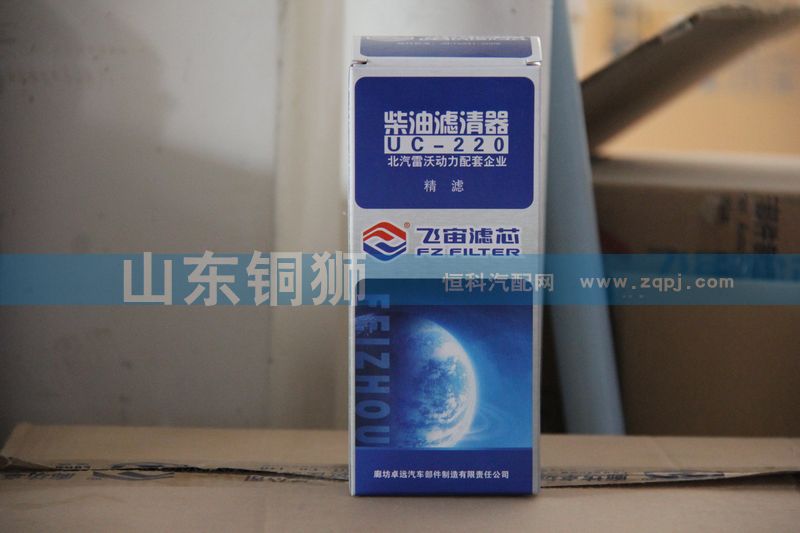 柴油滤清器
UC-220
北汽雷沃动力配套企业
精 滤
®
飞宙滤芯
FZ FILTER
山东铜狮
恒科汽配网
www.zqpj.com
FEIZHOU
廊坊卓远汽车部件制造有限责任公司